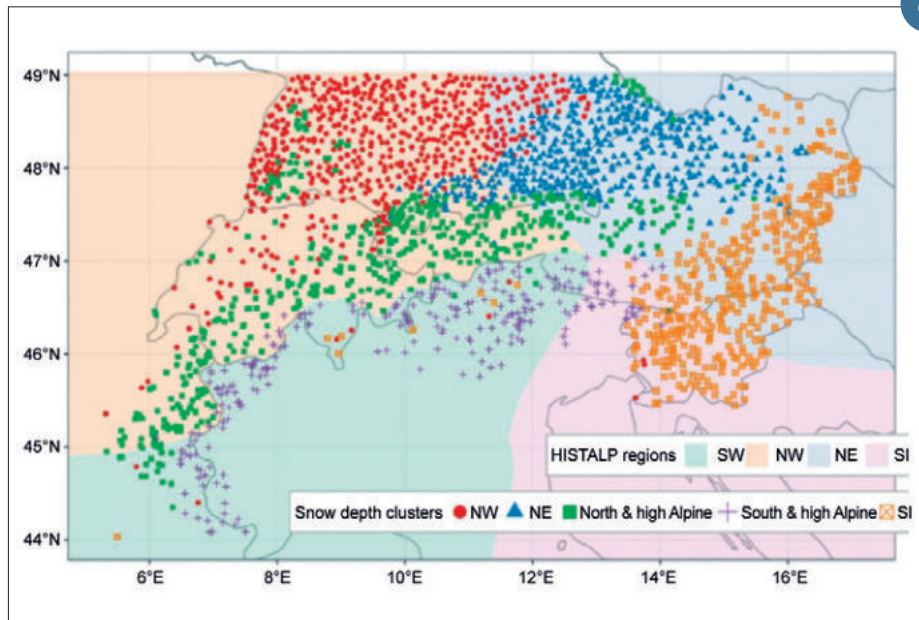 49°N
48°N
47°N
46°N
45°N
44°N
HISTALP regions SW NW NE SI
Snow depth clusters NW NE North & high Alpine South & high Alpine SI
6°E 8°E 10°E 12°E 14°E 16°E